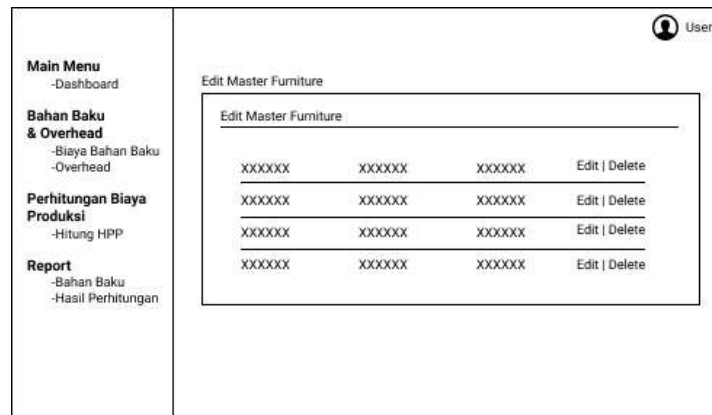 User
Main Menu
-Dashboard
Bahan Baku
& Overhead
-Biaya Bahan Baku
-Overhead
Perhitungan Biaya
Produksi
-Hitung HPP
Report
-Bahan Baku
-Hasil Perhitungan
Edit Master Furniture
Edit Master Furniture
XXXXXX XXXXXX XXXXXX Edit | Delete
XXXXXX XXXXXX XXXXXX Edit | Delete
XXXXXX XXXXXX XXXXXX Edit | Delete
XXXXXX XXXXXX XXXXXX Edit | Delete